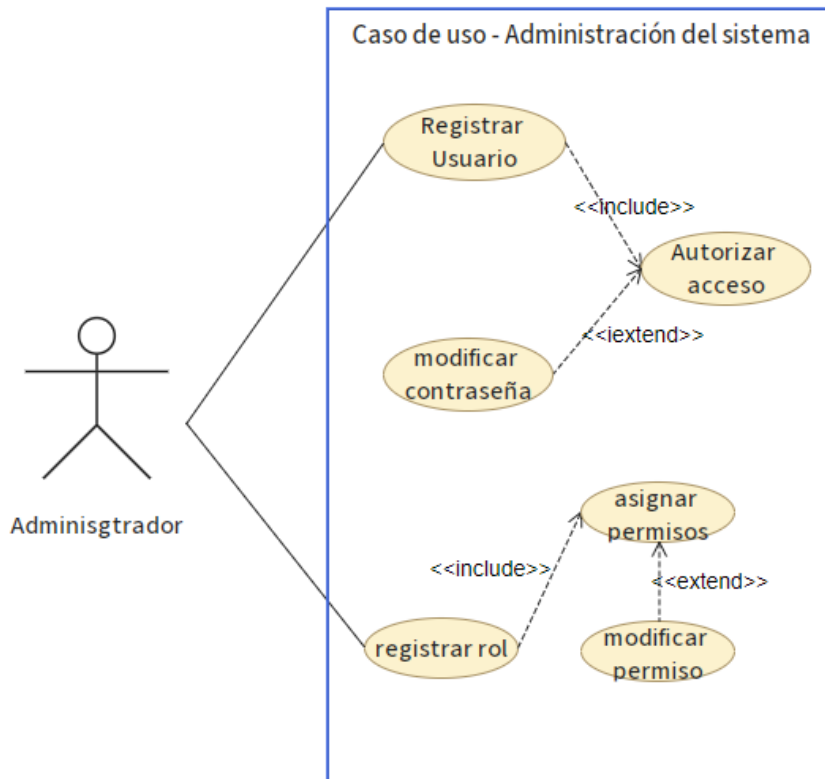 Caso de uso - Administración del sistema
Registrar
Usuario
<<include>>
Autorizar
acceso
<<iextend>>
modificar
contraseña
Adminisgtrador
asignar
permisos
<<include>>
<<extend>>
registrar rol
modificar
permiso